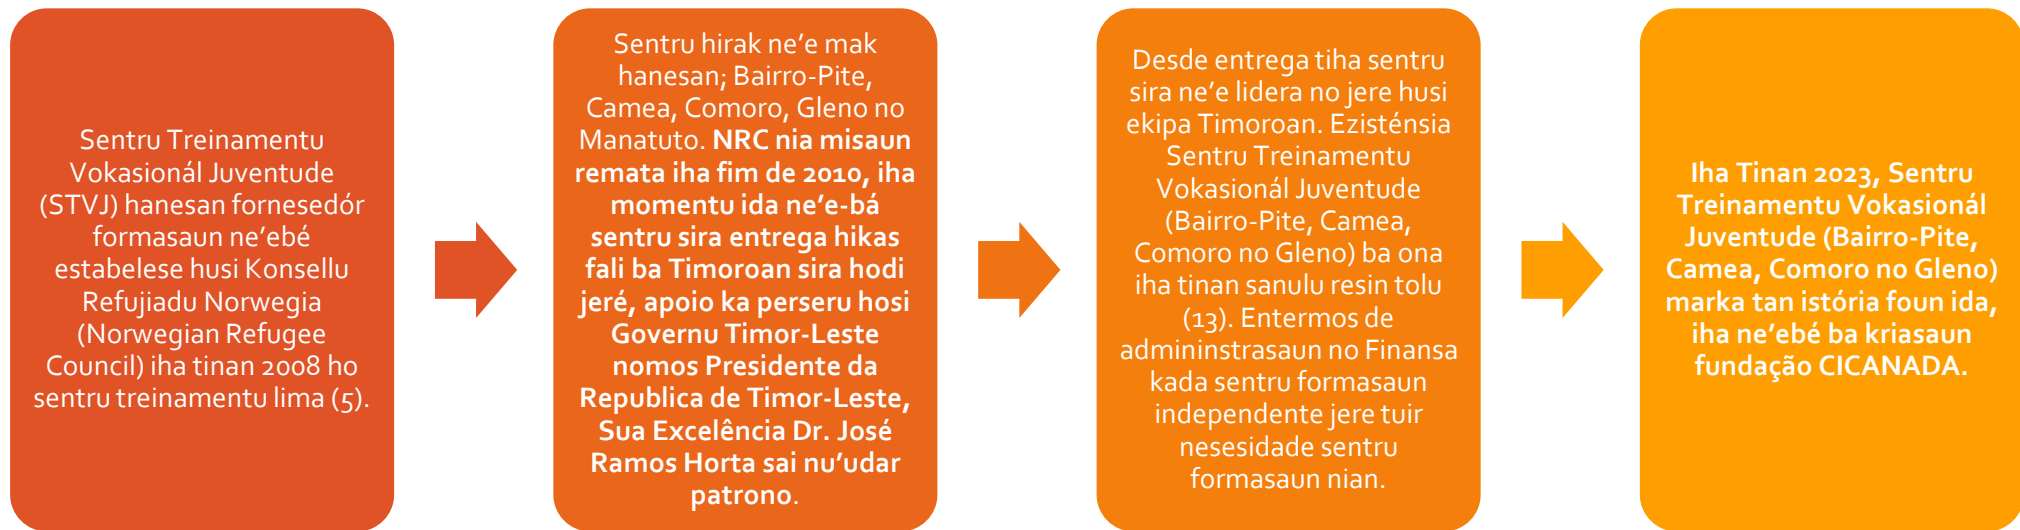 Sentru Treinamentu
Vokasionál Juventude
(STVJ) hanesan fornesedór
formasaun ne’ebé
estabelese husi Konsellu
Refujiadu Norwegia
(Norwegian Refugee
Council) iha tinan 2008 ho
sentru treinamentu lima (5).
Sentru hirak ne’e mak
hanesan; Bairro-Pite,
Camea, Comoro, Gleno no
Manatuto. NRC nia misaun
remata iha fim de 2010, iha
momentu ida ne’e-bá
sentru sira entrega hikas
fali ba Timoroan sira hodi
jeré, apoio ka perseru hosi
Governu Timor-Leste
nomos Presidente da
Republica de Timor-Leste,
Sua Excelência Dr. José
Ramos Horta sai nu’udar
patrono.
Desde entrega tiha sentru
sira ne’e lidera no jere husi
ekipa Timoroan. Ezisténsia
Sentru Treinamentu
Vokasionál Juventude
(Bairro-Pite, Camea,
Comoro no Gleno) ba ona
iha tinan sanulu resin tolu
(13). Entermos de
admininstrasaun no Finansa
kada sentru formasaun
independente jere tuir
nesesidade sentru
formasaun nian.
Iha Tinan 2023, Sentru
Treinamentu Vokasionál
Juventude (Bairro-Pite,
Camea, Comoro no Gleno)
marka tan istória foun ida,
iha ne’ebé ba kriasaun
fundação CICANADA.